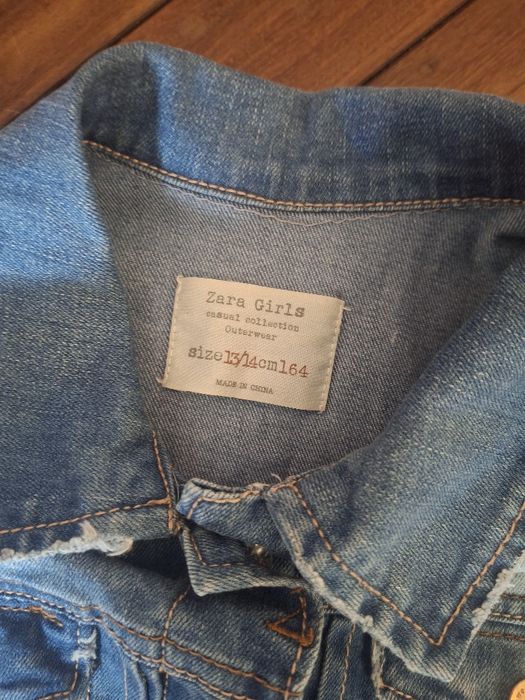 Zara Girls
casual collection
Outerwear
size13/14cm164
MADE IN CHINA